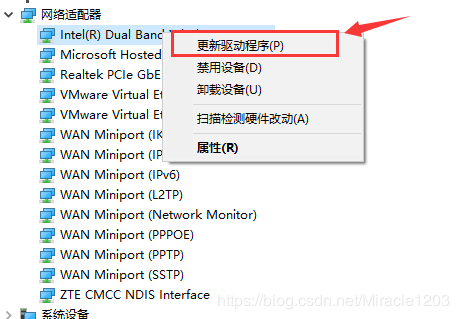 网络适配器
Intel(R) Dual Band
Microsoft Hosted
Realtek PCIe GbE
VMware Virtual Et
VMware Virtual Et
WAN Miniport (IK
WAN Miniport (IP
WAN Miniport (IPv6)
WAN Miniport (L2TP)
WAN Miniport (Network Monitor)
WAN Miniport (PPPOE)
WAN Miniport (PPTP)
WAN Miniport (SSTP)
ZTE CMCC NDIS Interface
系统设备
更新驱动程序(P)
禁用设备(D)
卸载设备(U)
扫描检测硬件改动(A)
属性(R)
https://blog.csdn.net/Miracle1203